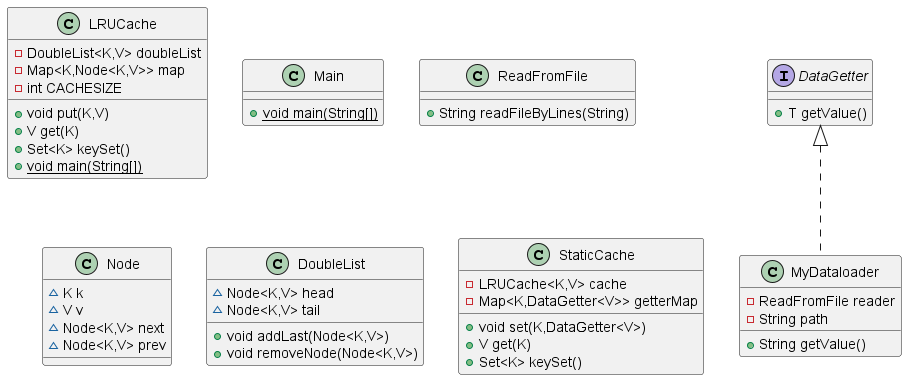 C LRUCache
DoubleList<K,V> doubleList
Map<K,Node<K,V>> map
int CACHESIZE
void put(K,V)
V get(K)
Set<K> keySet()
void main(String[])
C Main
void main(String[])
C ReadFromFile
String readFileByLines(String)
I DataGetter
T getValue()
C Node
K k
V v
Node<K,V> next
Node<K,V> prev
C DoubleList
Node<K,V> head
Node<K,V> tail
void addLast(Node<K,V>)
void removeNode(Node<K,V>)
C StaticCache
LRUCache<K,V> cache
Map<K,DataGetter<V>> getterMap
void set(K,DataGetter<V>)
V get(K)
Set<K> keySet()
C MyDataloader
ReadFromFile reader
String path
String getValue()